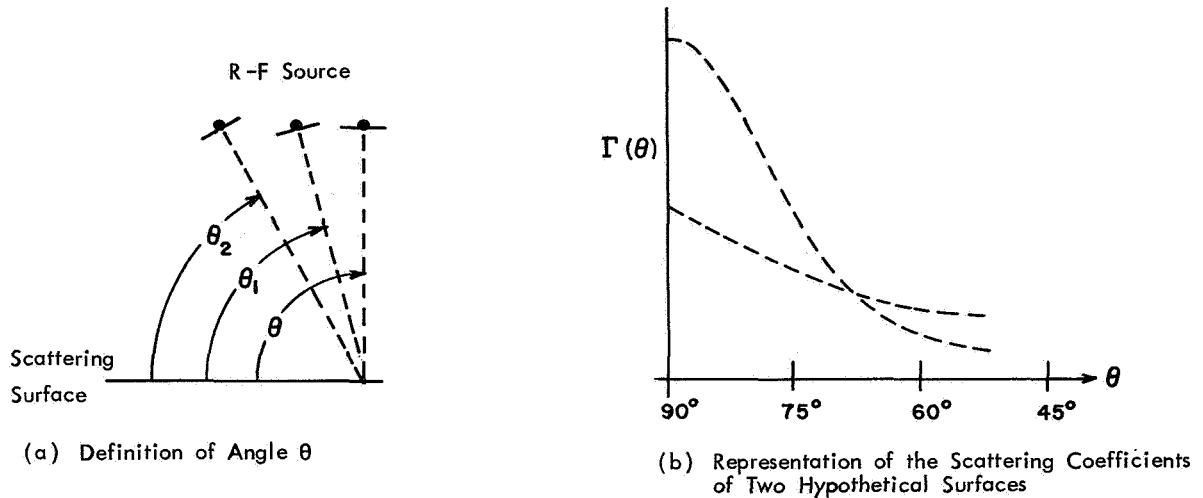 R-F Source
θ₂
θ₁
θ
Scattering
Surface
(a) Definition of Angle θ
Γ(θ)
θ
90° 75° 60° 45°
(b) Representation of the Scattering Coefficients
of Two Hypothetical Surfaces